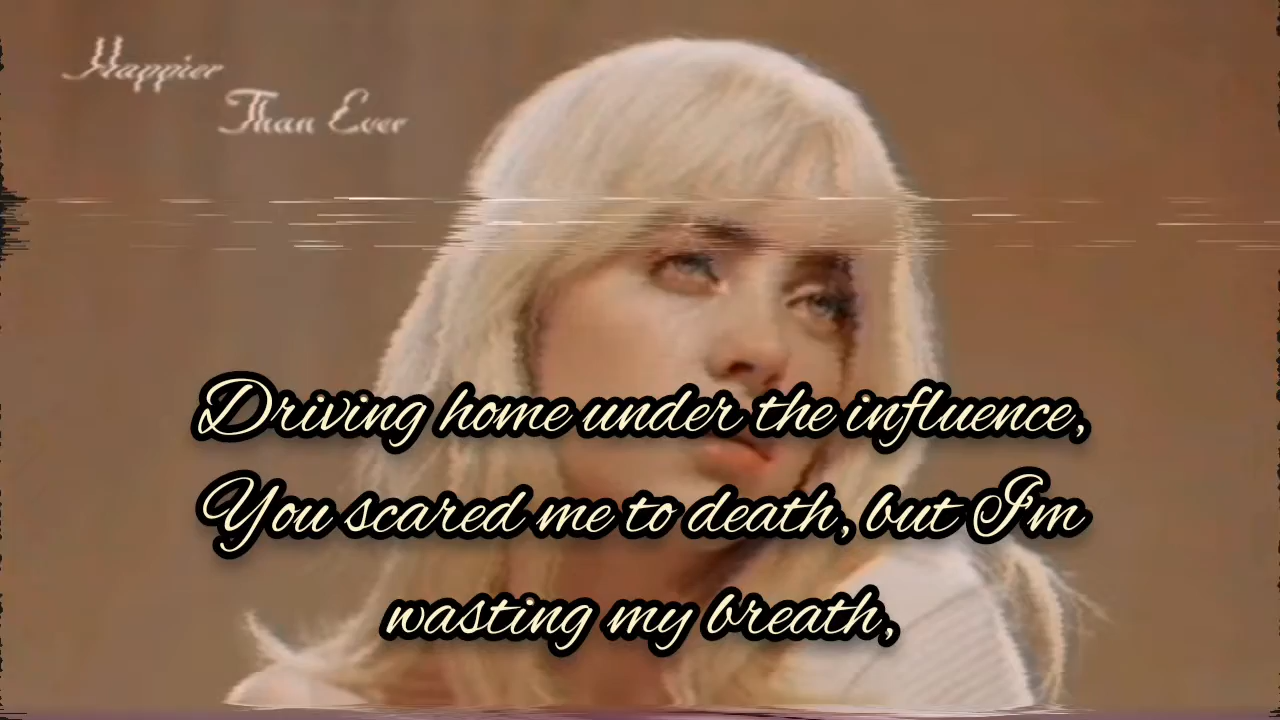 Happier
Than Ever
Driving home under the influence,
You scared me to death, but I'm
wasting my breath,